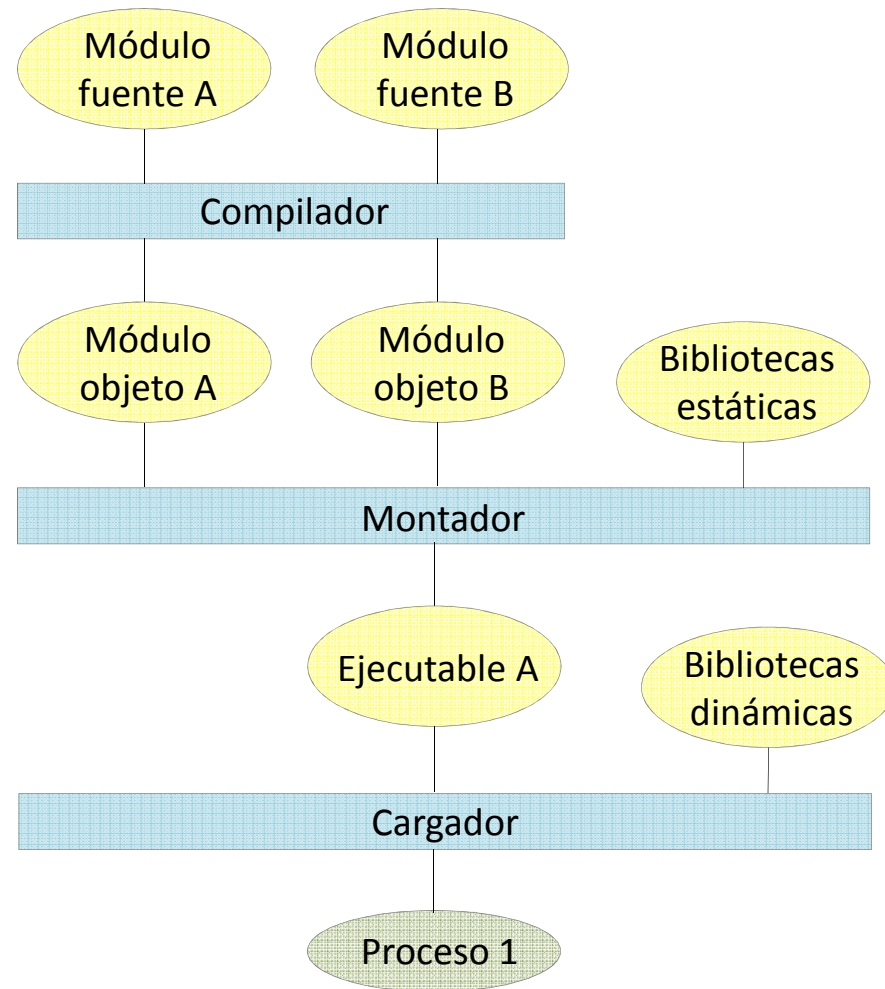 Módulo
fuente A
Módulo
fuente B
Compilador
Módulo
objeto A
Módulo
objeto B
Bibliotecas
estáticas
Montador
Ejecutable A
Bibliotecas
dinámicas
Cargador
Proceso 1